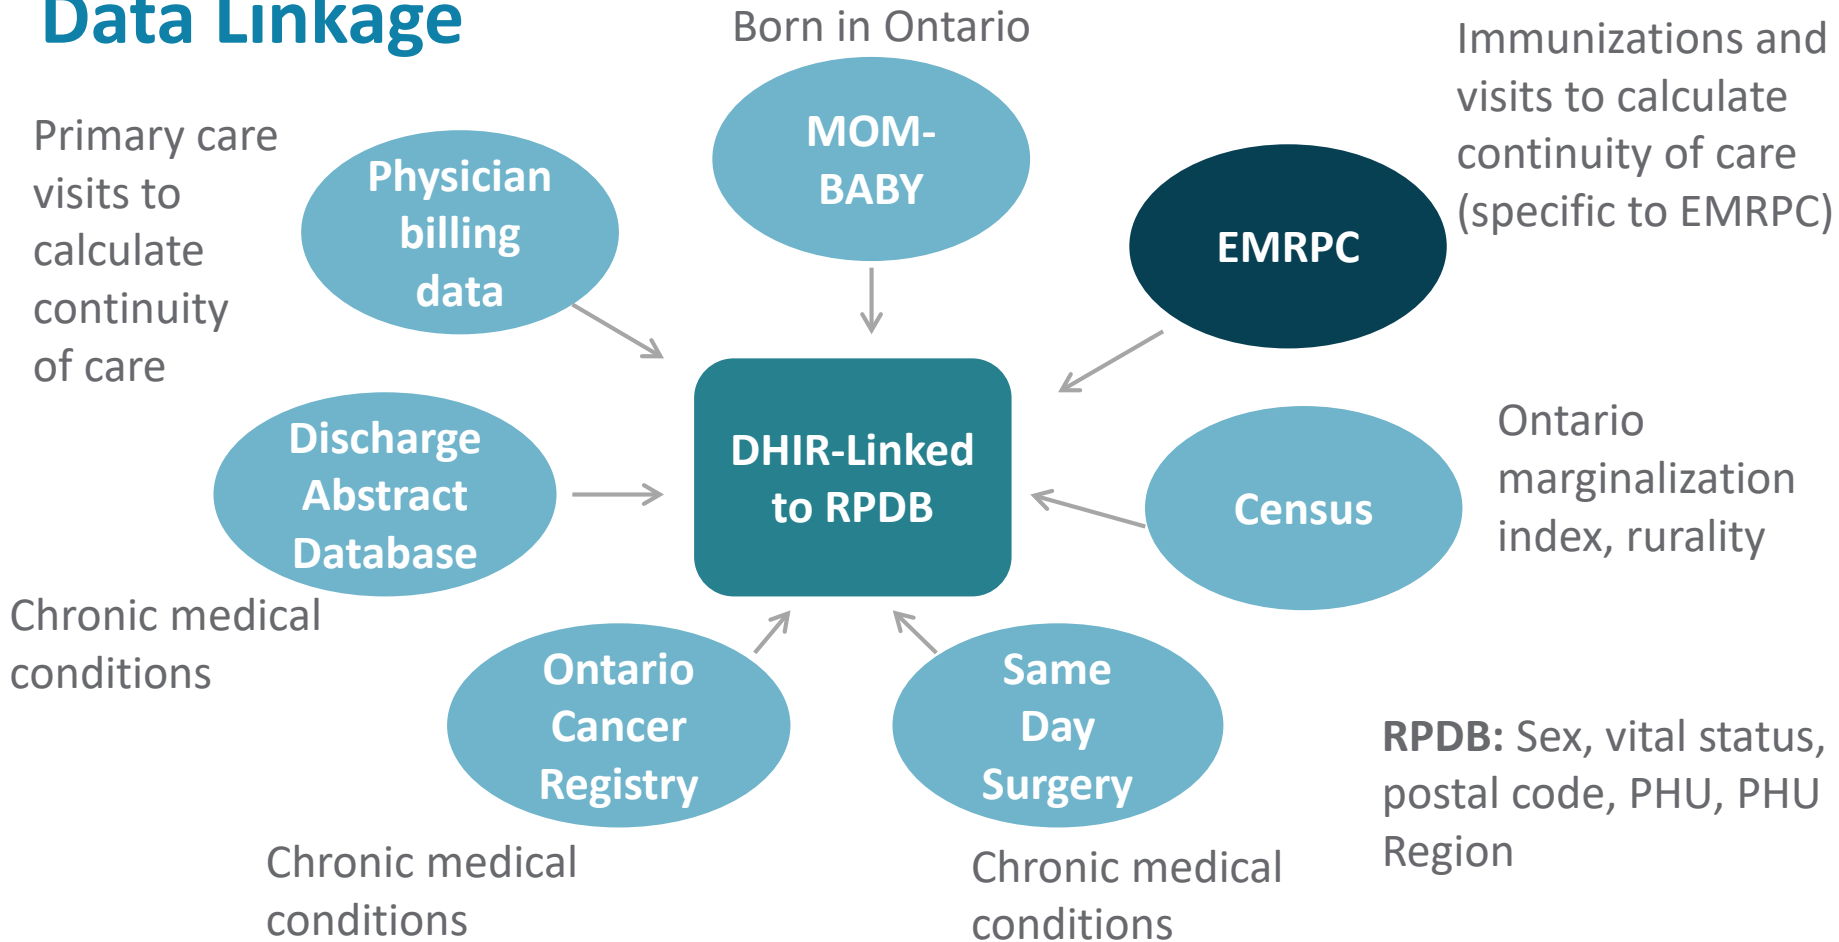 Data Linkage
Born in Ontario
Immunizations and
visits to calculate
continuity of care
(specific to EMRPC)
Primary care
visits to
calculate
continuity
of care
Physician
billing
data
MOM-
BABY
EMRPC
Discharge
Abstract
Database
DHIR-Linked
to RPDB
Census
Ontario
marginalization
index, rurality
Chronic medical
conditions
Ontario
Cancer
Registry
Same
Day
Surgery
RPDB: Sex, vital status,
postal code, PHU, PHU
Region
Chronic medical
conditions
Chronic medical
conditions